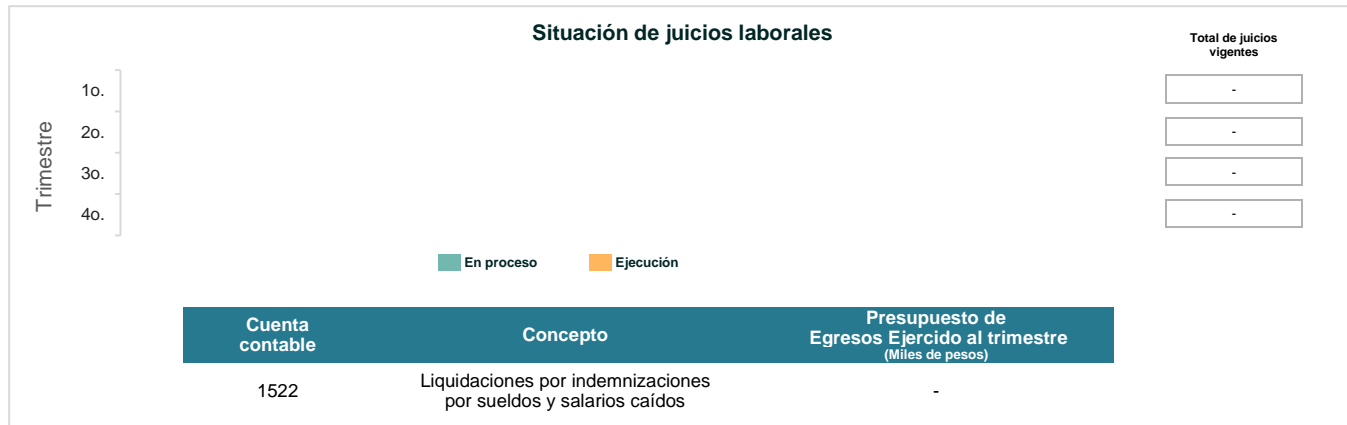 Situación de juicios laborales
Total de juicios
vigentes
Trimestre
1o.
-
2o.
-
3o.
-
4o.
-
En proceso
Ejecución
Cuenta
contable
Concepto
Presupuesto de
Egresos Ejercido al trimestre
(Miles de pesos)
1522
Liquidaciones por indemnizaciones
por sueldos y salarios caídos
-